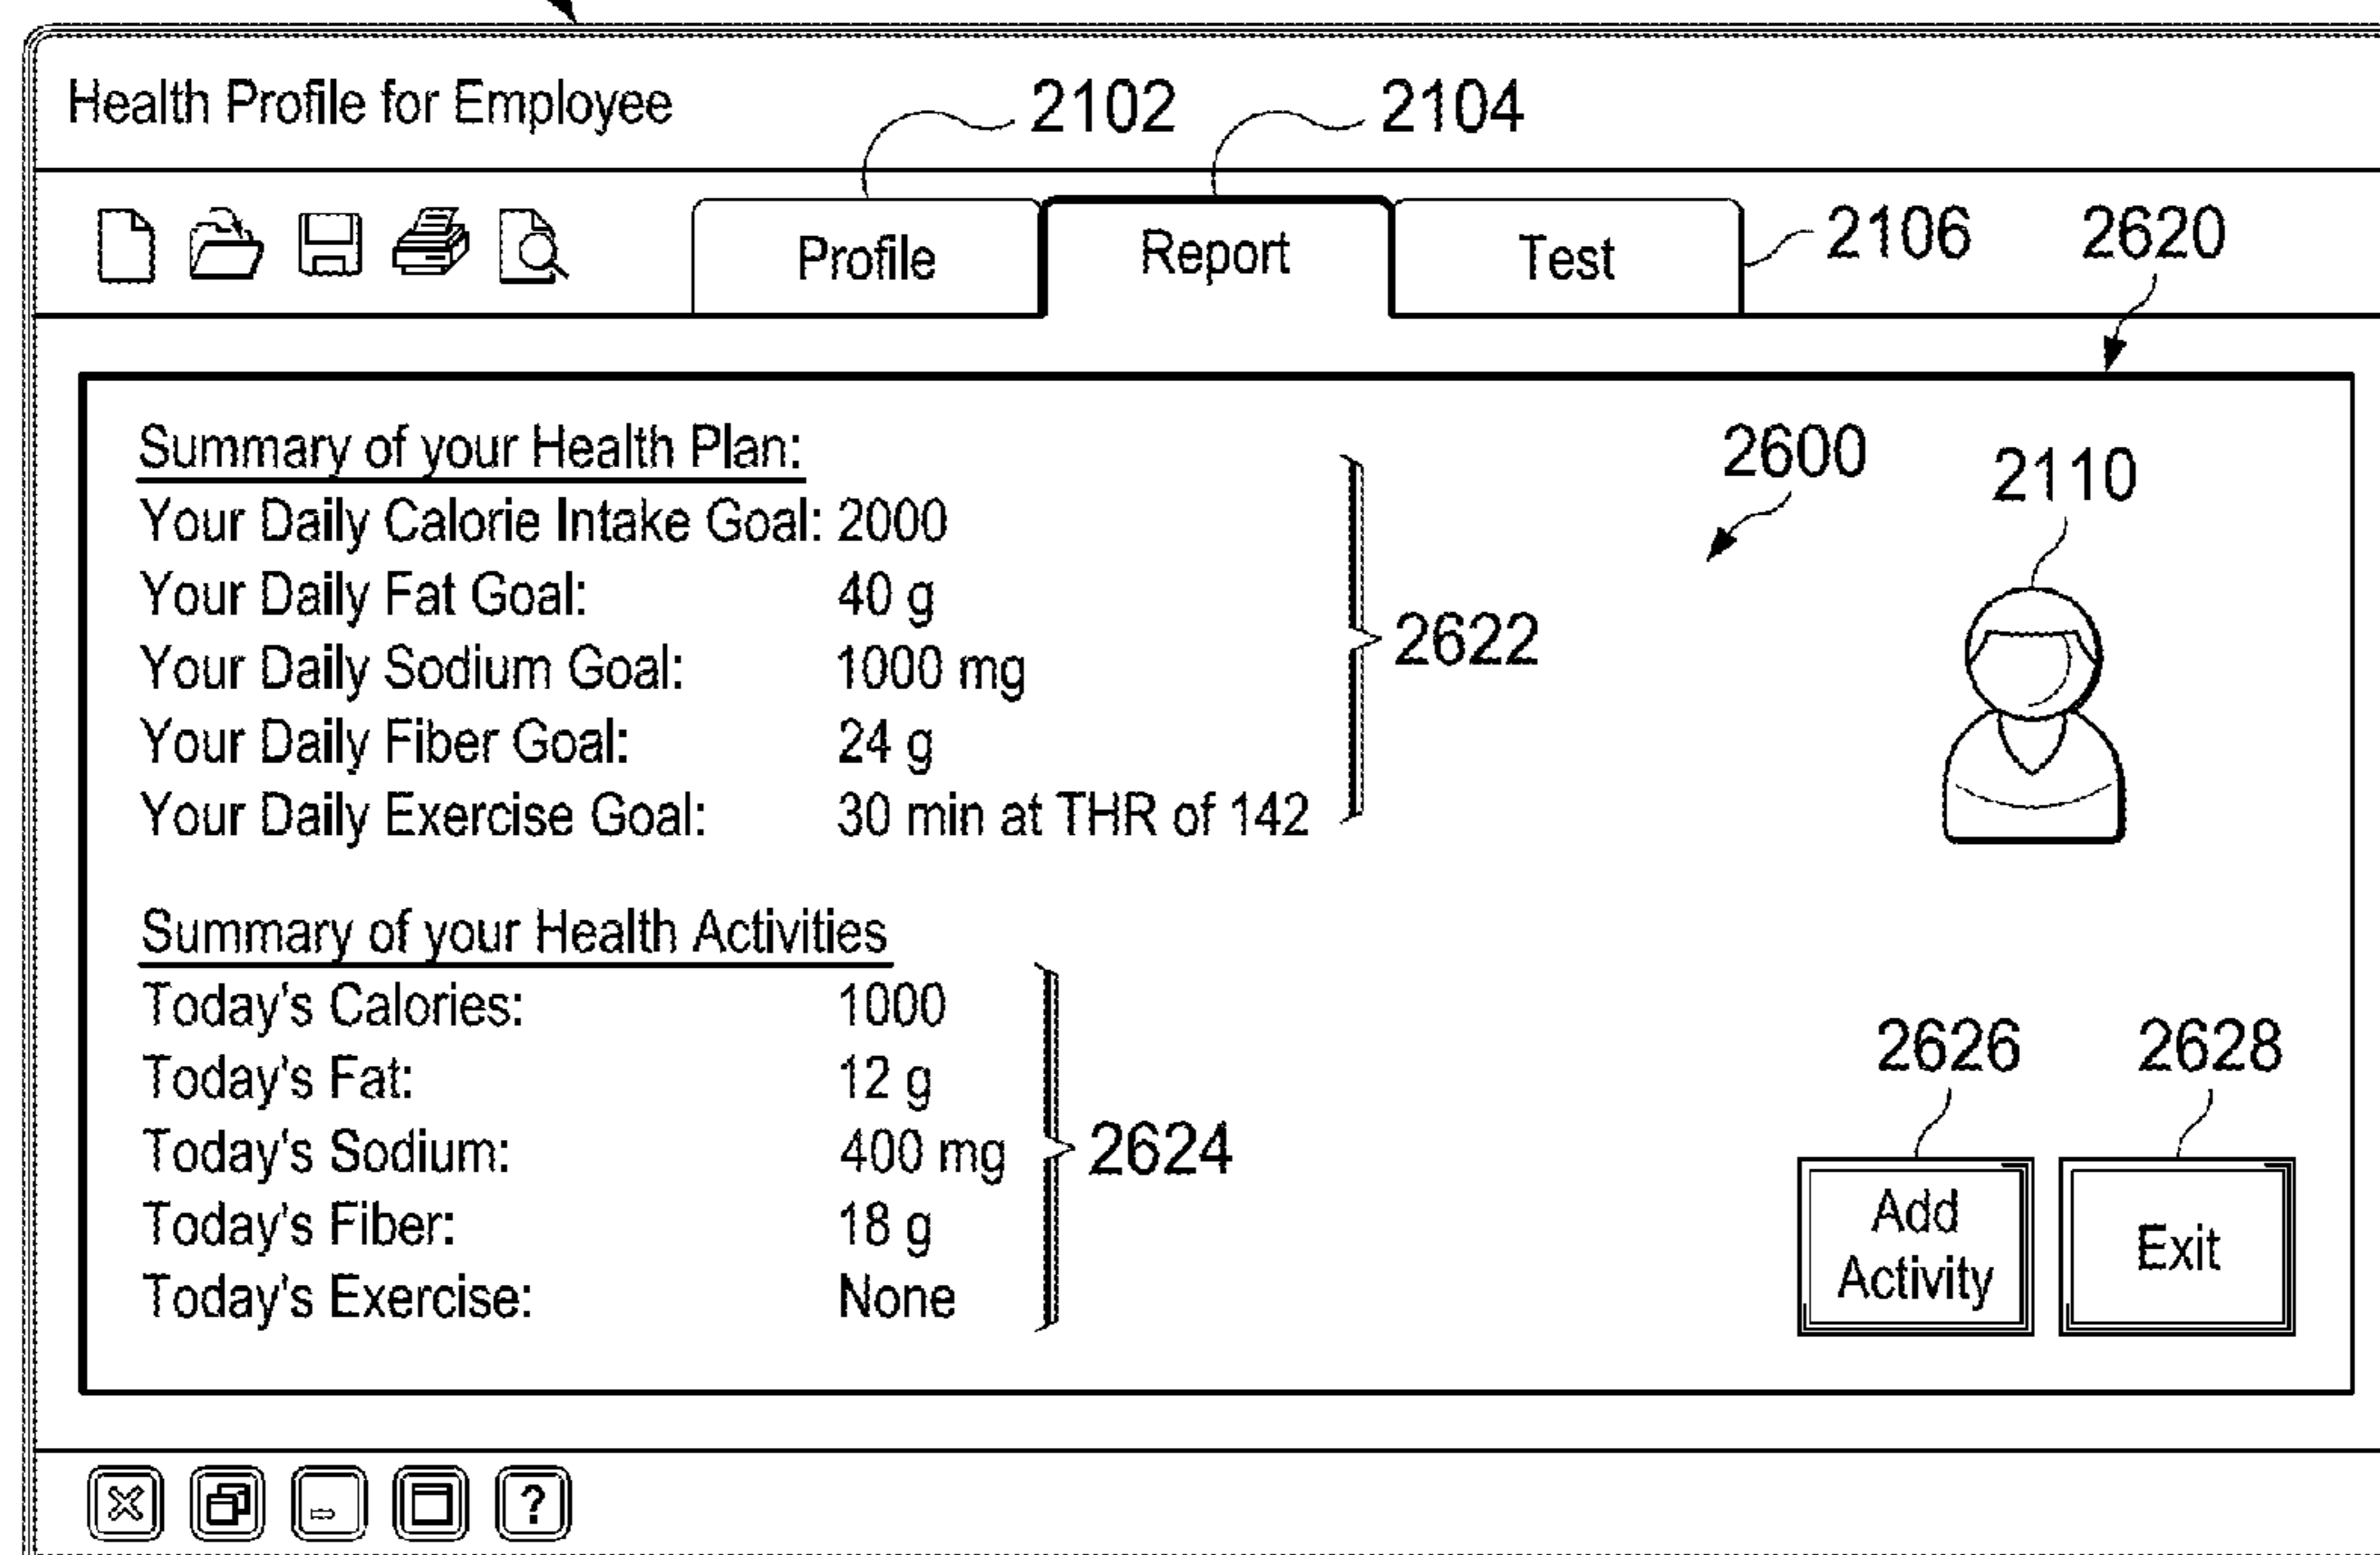 Health Profile for Employee
2102
2104
Profile
Report
Test
2106
2620
Summary of your Health Plan:
Your Daily Calorie Intake Goal: 2000
Your Daily Fat Goal: 40 g
Your Daily Sodium Goal: 1000 mg
Your Daily Fiber Goal: 24 g
Your Daily Exercise Goal: 30 min at THR of 142
2622
2600
2110
Summary of your Health Activities
Today's Calories: 1000
Today's Fat: 12 g
Today's Sodium: 400 mg
Today's Fiber: 18 g
Today's Exercise: None
2624
2626
2628
Add
Activity
Exit
?